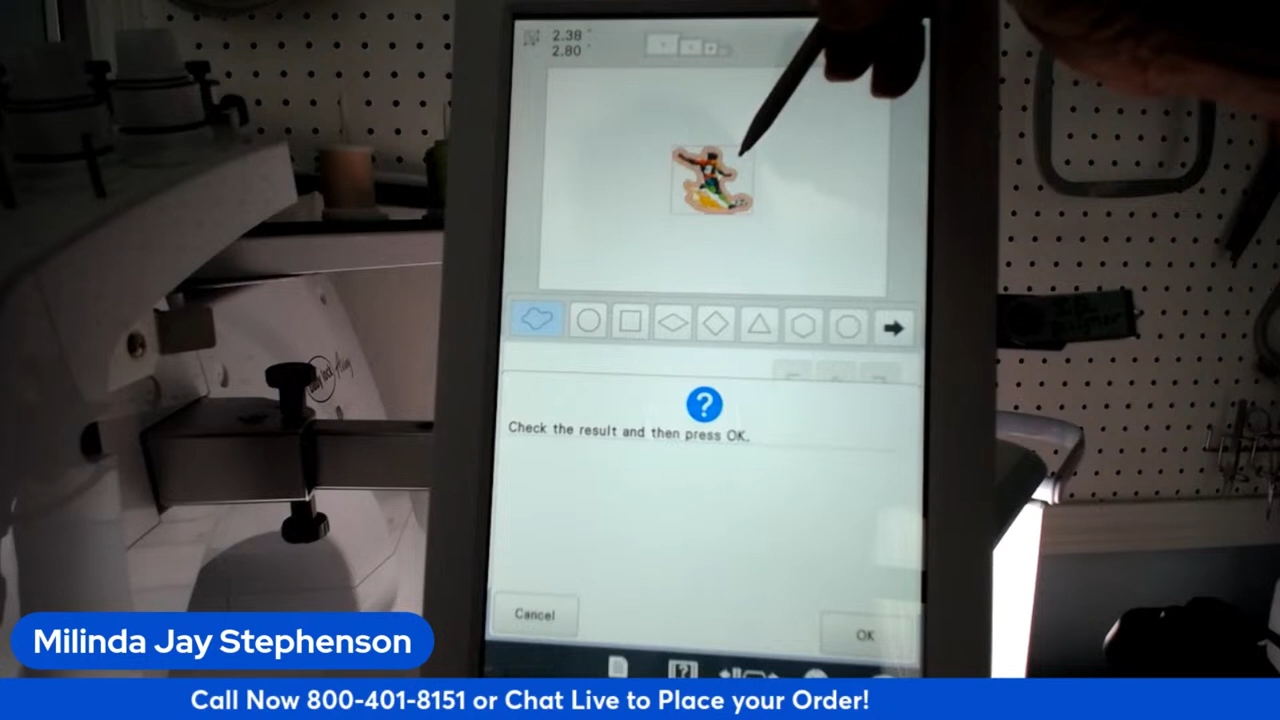 2.38 "
2.80 "
Check the result and then press OK.
Cancel
OK
Milinda Jay Stephenson
Call Now 800-401-8151 or Chat Live to Place your Order!